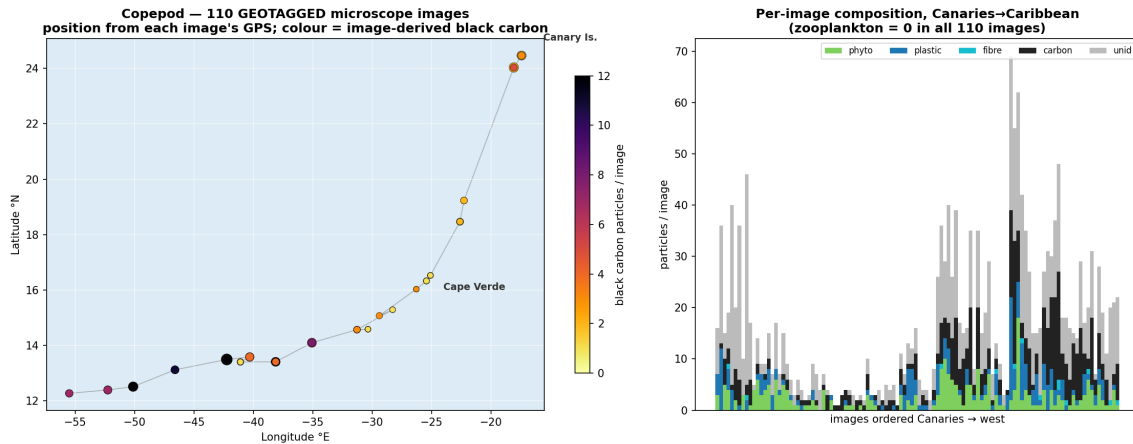 Copepod — 110 GEOTAGGED microscope images
position from each image's GPS; colour = image-derived black carbon
Canary Is.
Cape Verde
24
22
20
18
16
14
12
−55
−50
−45
−40
−35
−30
−25
−20
Longitude °E
Latitude °N
12
10
8
6
4
2
0
black carbon particles / image
Per-image composition, Canaries→Caribbean
(zooplankton = 0 in all 110 images)
phyto
plastic
fibre
carbon
unid
70
60
50
40
30
20
10
0
particles / image
images ordered Canaries → west